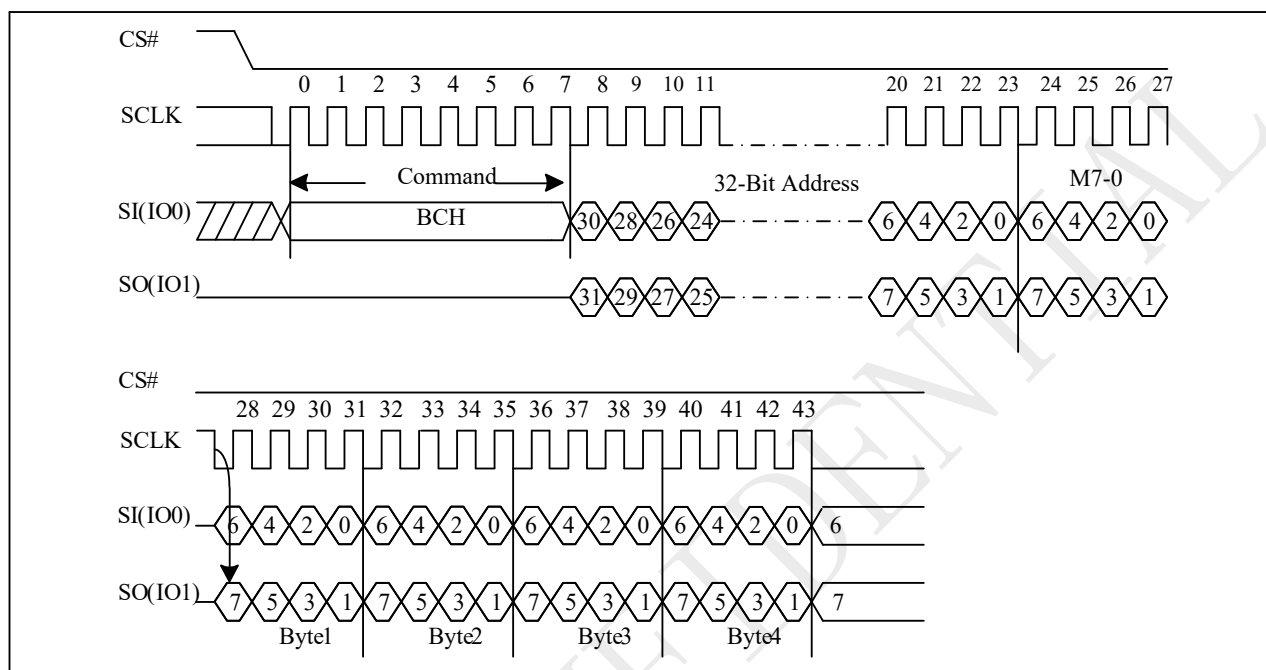 CS#
0 1 2 3 4 5 6 7 8 9 10 11 20 21 22 23 24 25 26 27
SCLK
Command 32-Bit Address M7-0
SI(IO0) BCH 30 28 26 24 6 4 2 0 6 4 2 0
SO(IO1) 31 29 27 25 7 5 3 1 7 5 3 1
CS#
28 29 30 31 32 33 34 35 36 37 38 39 40 41 42 43
SCLK
SI(IO0) 6 4 2 0 6 4 2 0 6 4 2 0 6 4 2 0 6
SO(IO1) 7 5 3 1 7 5 3 1 7 5 3 1 7 5 3 1 7
Byte1 Byte2 Byte3 Byte4